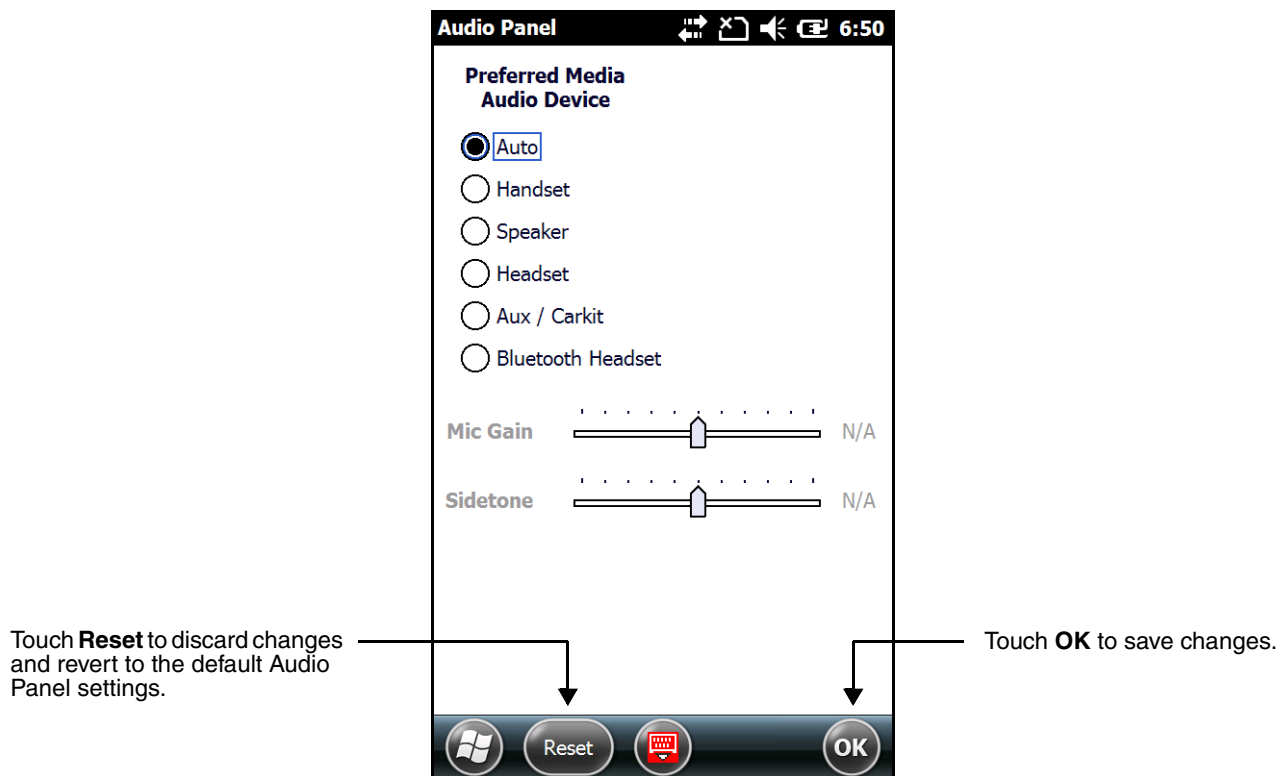 Audio Panel 6:50
Preferred Media
Audio Device
Auto
Handset
Speaker
Headset
Aux / Carkit
Bluetooth Headset
Mic Gain N/A
Sidetone N/A
Touch Reset to discard changes
and revert to the default Audio
Panel settings.
Touch OK to save changes.
Reset OK